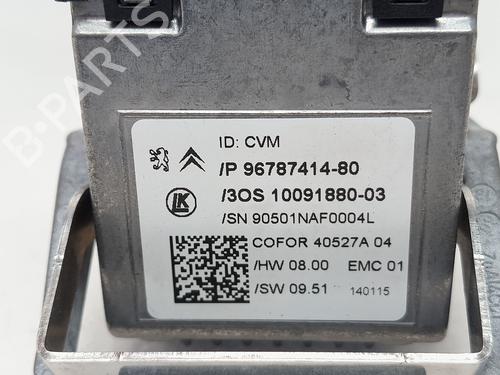 ID: CVM
/P 96787414-80
/3OS 10091880-03
/SN 90501NAF0004L
COFOR 40527A 04
/HW 08.00 EMC 01
/SW 09.51 140115
B-PARTS